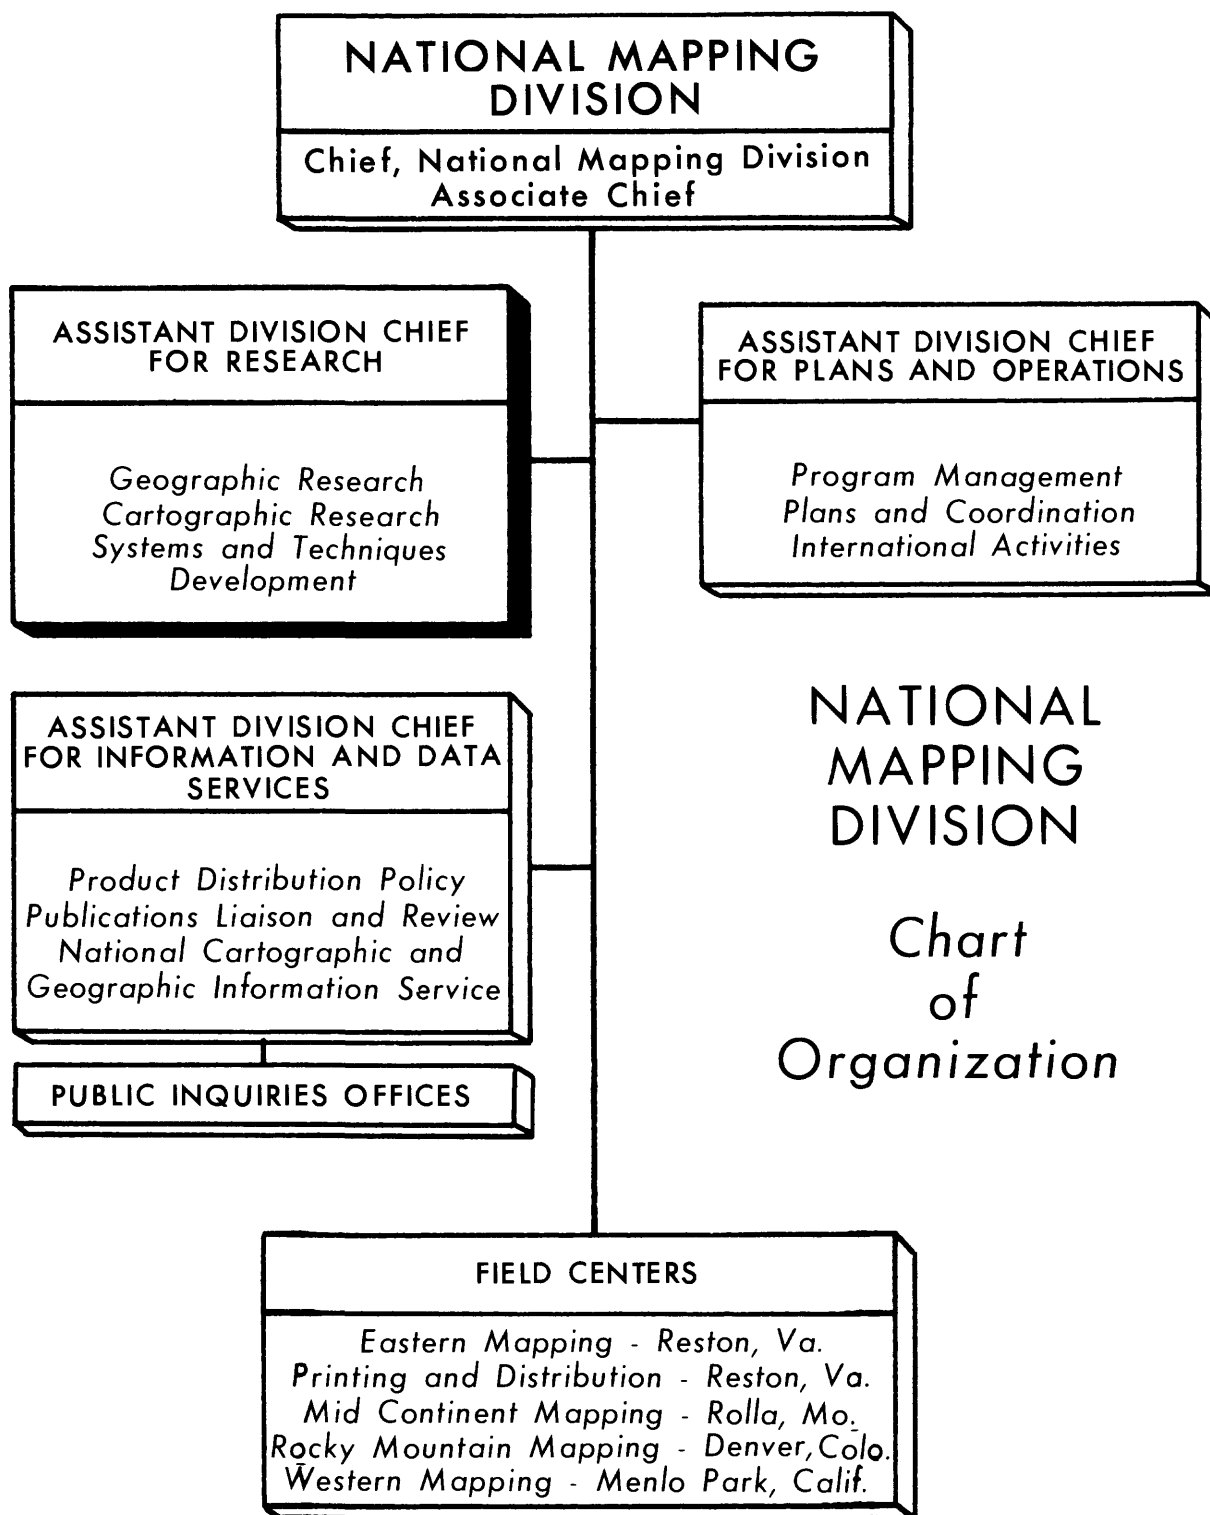 NATIONAL MAPPING
DIVISION
Chief, National Mapping Division
Associate Chief
ASSISTANT DIVISION CHIEF
FOR RESEARCH
Geographic Research
Cartographic Research
Systems and Techniques
Development
ASSISTANT DIVISION CHIEF
FOR PLANS AND OPERATIONS
Program Management
Plans and Coordination
International Activities
ASSISTANT DIVISION CHIEF
FOR INFORMATION AND DATA
SERVICES
Product Distribution Policy
Publications Liaison and Review
National Cartographic and
Geographic Information Service
PUBLIC INQUIRIES OFFICES
NATIONAL
MAPPING
DIVISION
Chart
of
Organization
FIELD CENTERS
Eastern Mapping - Reston, Va.
Printing and Distribution - Reston, Va.
Mid Continent Mapping - Rolla, Mo.
Rocky Mountain Mapping - Denver, Colo.
Western Mapping - Menlo Park, Calif.